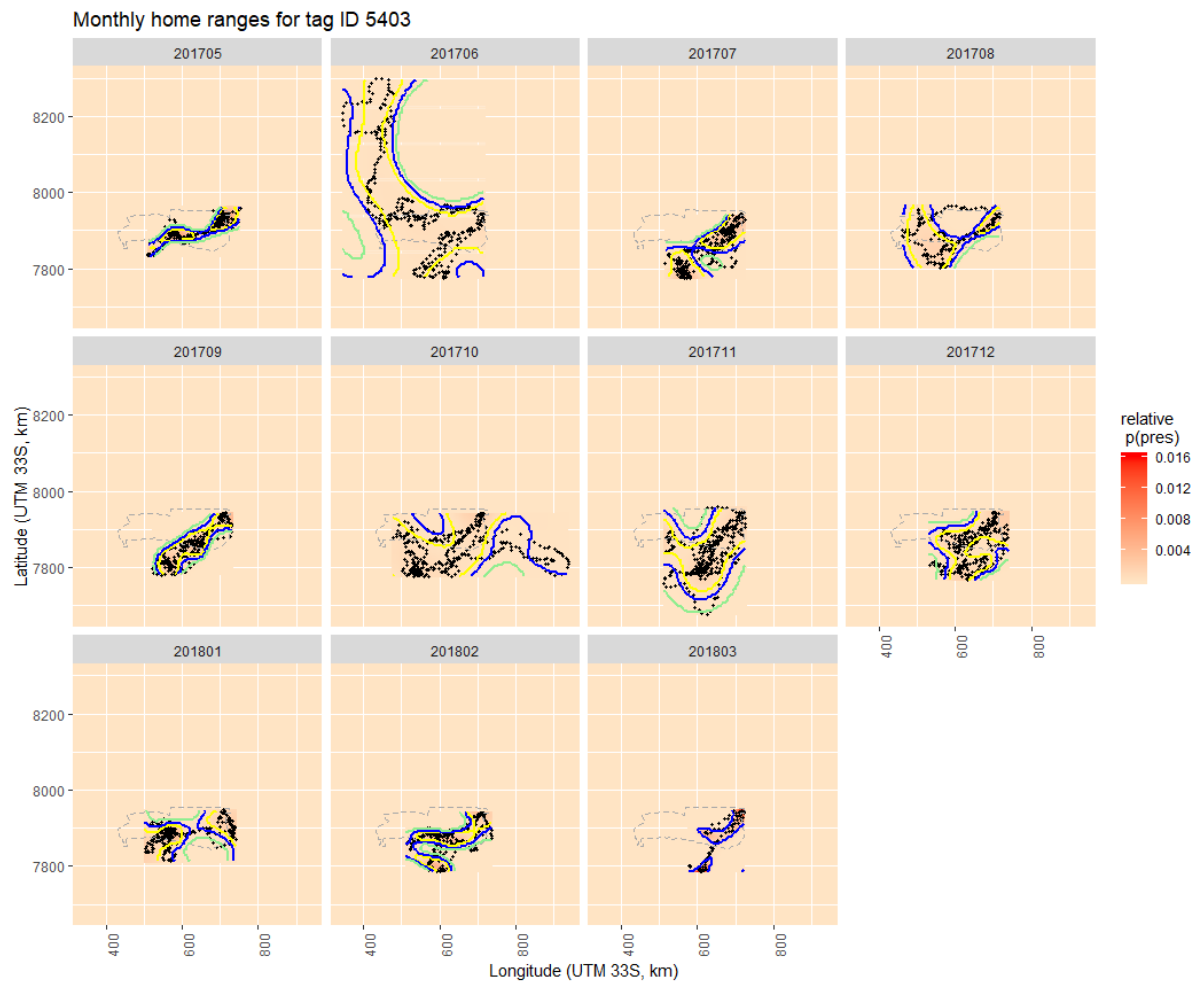 Monthly home ranges for tag ID 5403
201705 201706 201707 201708
8200
8000
7800
201709 201710 201711 201712
8200
8000
7800
400 600 800
201801 201802 201803
8200
8000
7800
400 600 800 400 600 800 400 600 800
Longitude (UTM 33S, km)
Latitude (UTM 33S, km)
relative
p(pres)
0.016
0.012
0.008
0.004